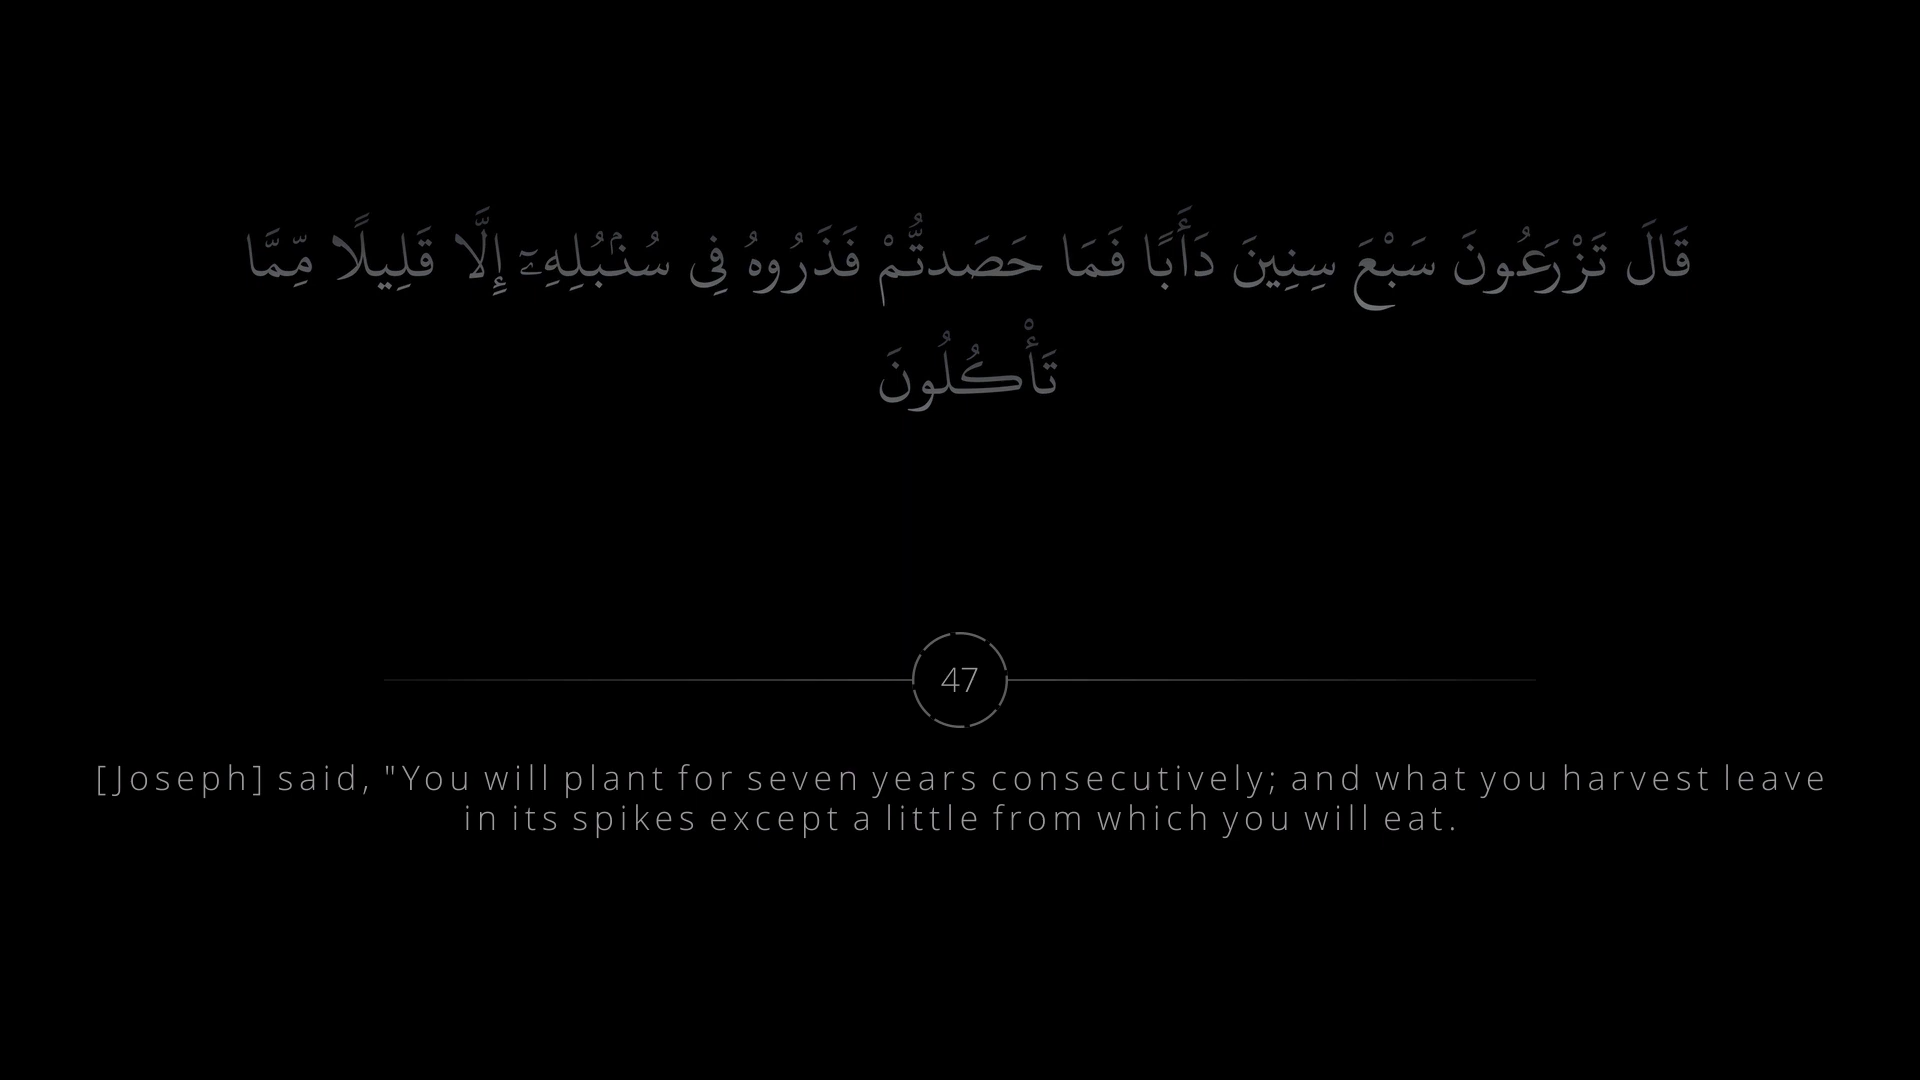 قَالَ تَزْرَعُونَ سَبْعَ سِنِينَ دَأَبًا فَمَا حَصَدتُّمْ فَذَرُوهُ فِى سُنۢبُلِهِۦٓ إِلَّا قَلِيلًا مِّمَّا
تَأْكُلُونَ
47
[Joseph] said, "You will plant for seven years consecutively; and what you harvest leave
in its spikes except a little from which you will eat.